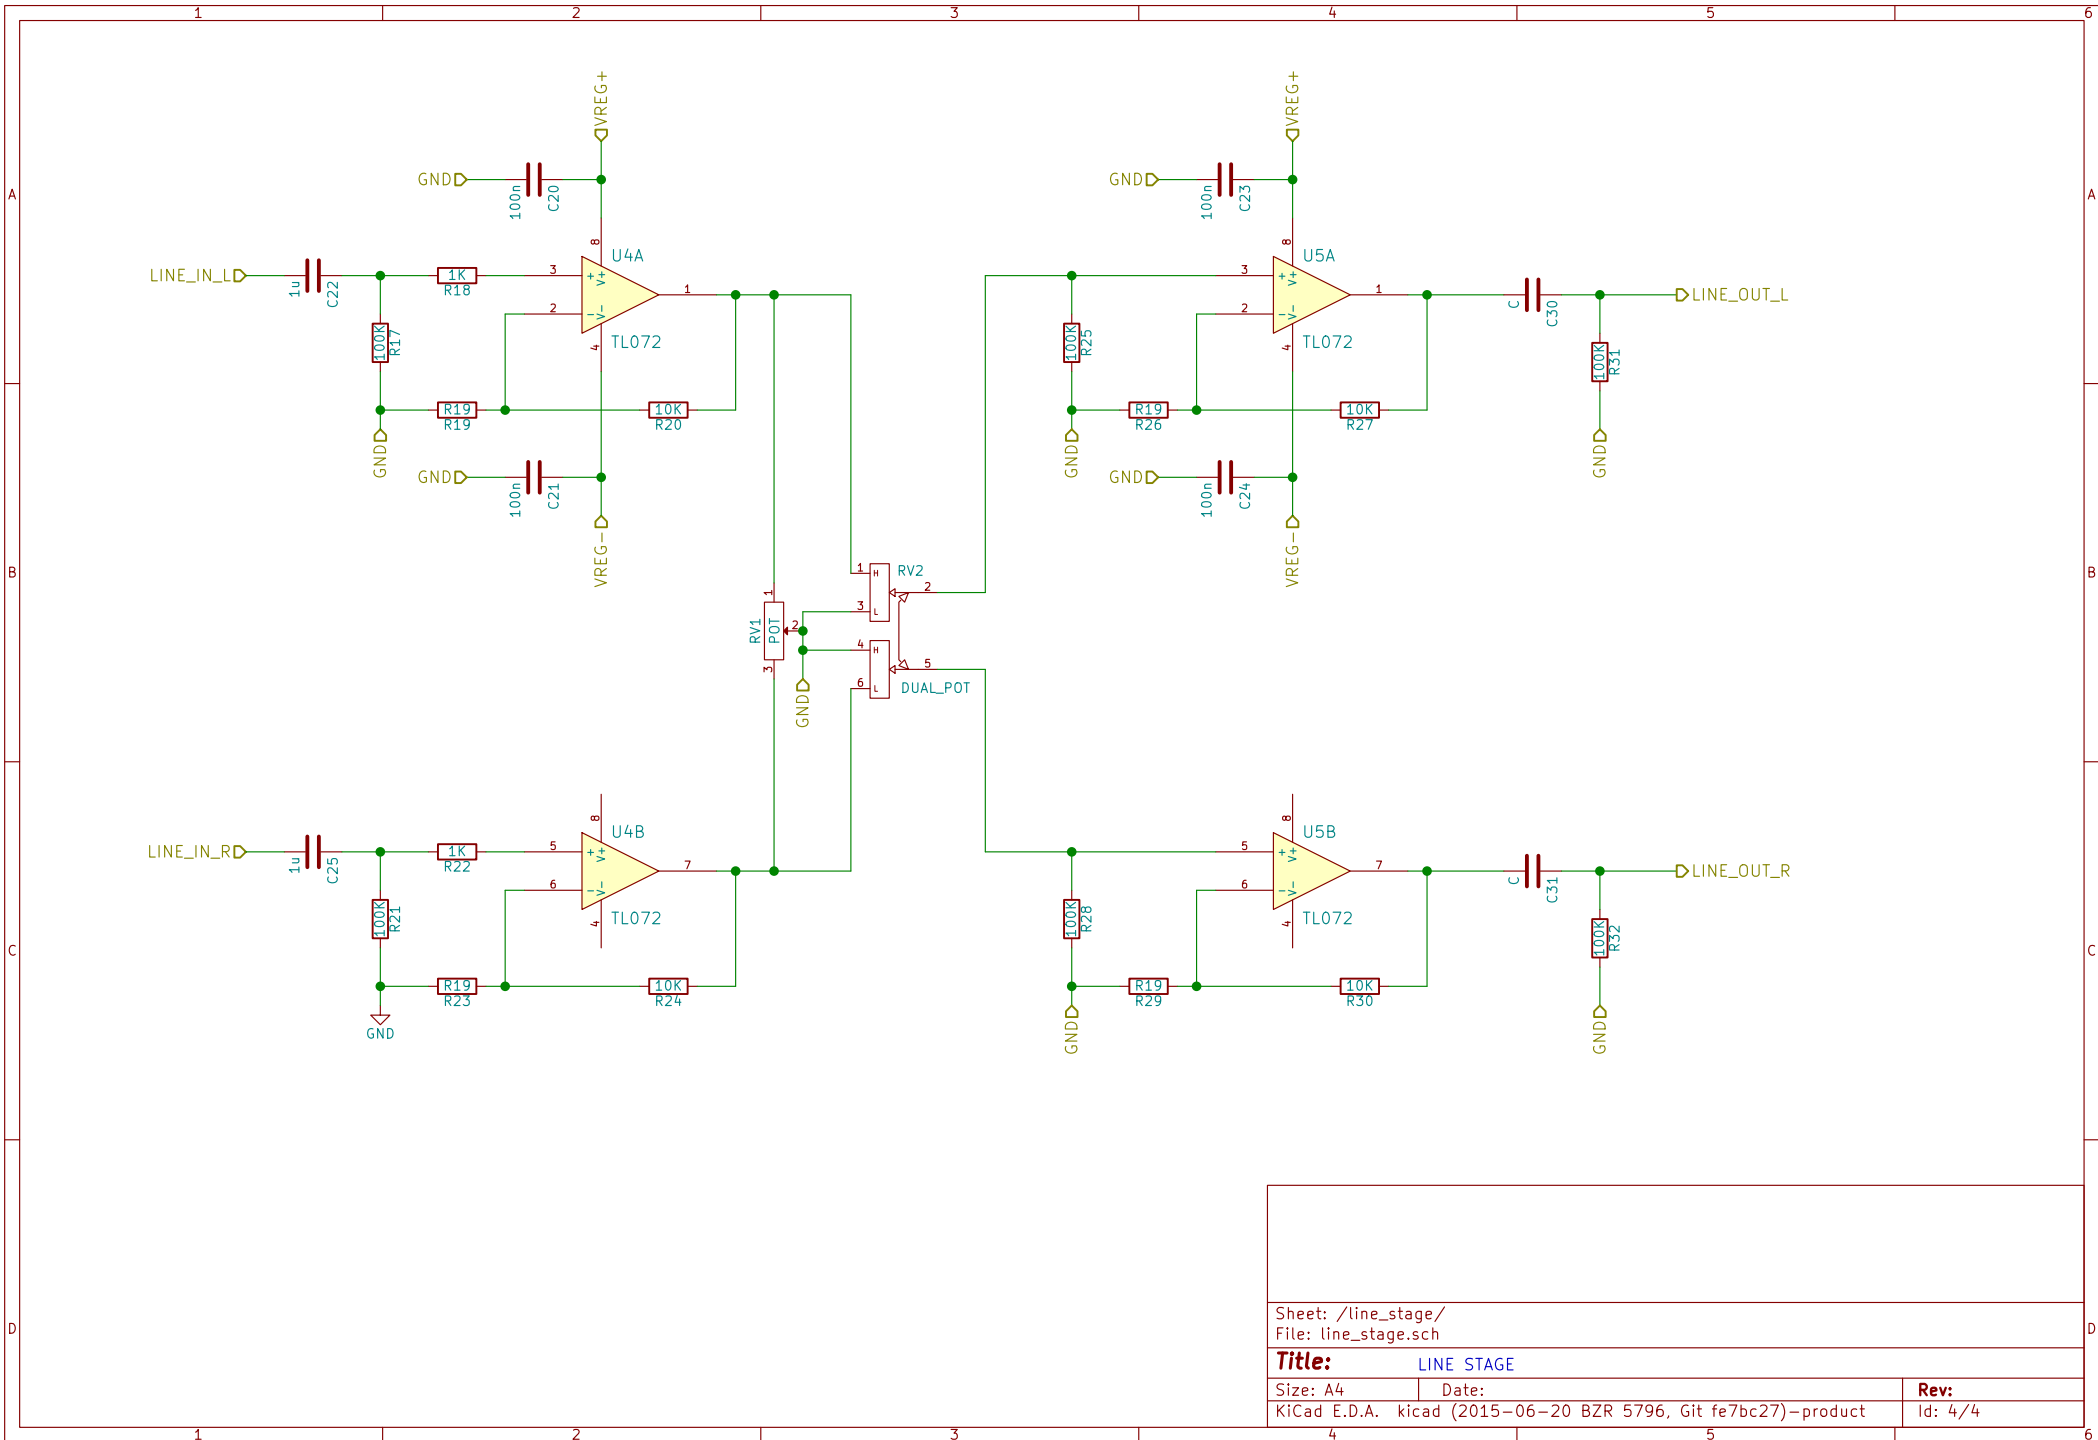 1 2 3 4 5 6
A
B
C
D
A
B
C
D
1 2 3 4 5 6
VREG+
GND
100n
C20
8
U4A
LINE_IN_L
1u
C22
1K
R18
3
+
V+
2
-
V-
1
4
TL072
100K
R17
R19
R19
10K
R20
GND
GND
100n
C21
VREG-
VREG+
GND
100n
C23
8
U5A
3
+
V+
2
-
V-
1
4
TL072
100K
R25
R19
R26
10K
R27
GND
GND
100n
C24
VREG-
C
C30
LINE_OUT_L
100K
R31
GND
1
RV1
POT
2
3
GND
1
H
RV2
2
3
L
4
H
5
6
L
DUAL_POT
LINE_IN_R
1u
C25
1K
R22
8
U4B
5
+
V+
6
-
V-
7
4
TL072
100K
R21
R19
R23
10K
R24
GND
8
U5B
5
+
V+
6
-
V-
7
4
TL072
100K
R28
R19
R29
10K
R30
GND
C
C31
LINE_OUT_R
100K
R32
GND
Sheet: /line_stage/
File: line_stage.sch
Title: LINE STAGE
Size: A4 Date: Rev:
KiCad E.D.A. kicad (2015-06-20 BZR 5796, Git fe7bc27)-product Id: 4/4